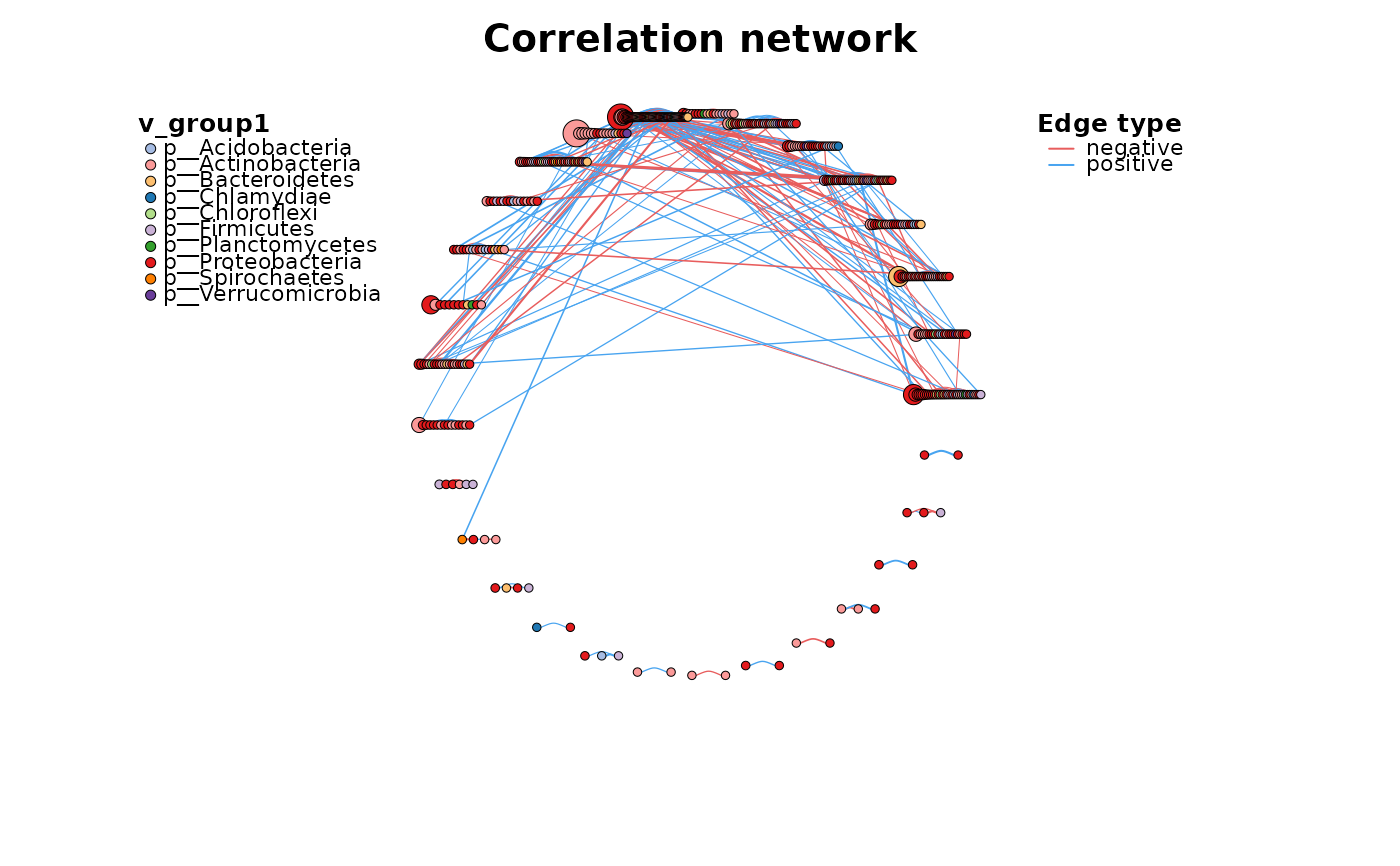 Correlation network
v_group1
p__Acidobacteria
p__Actinobacteria
p__Bacteroidetes
p__Chlamydiae
p__Chloroflexi
p__Firmicutes
p__Planctomycetes
p__Proteobacteria
p__Spirochaetes
p__Verrucomicrobia
Edge type
negative
positive